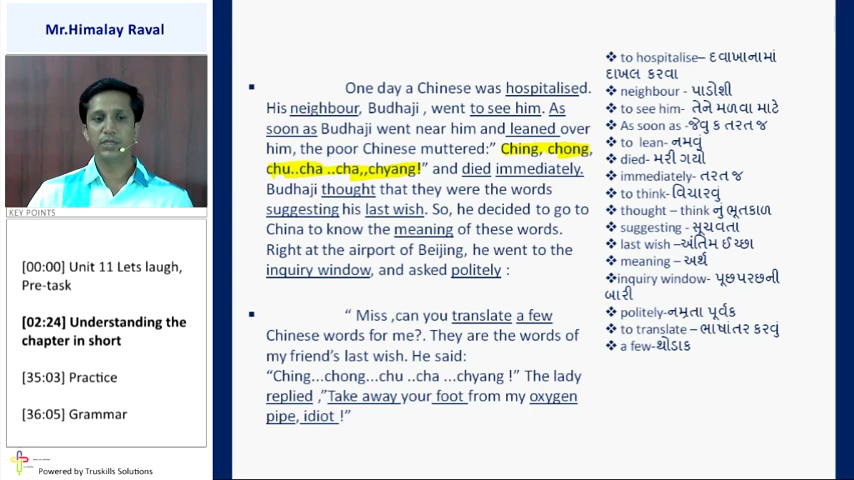 Mr.Himalay Raval
KEY POINTS
[00:00] Unit 11 Lets laugh,
Pre-task
[02:24] Understanding the
chapter in short
[35:03] Practice
[36:05] Grammar
Powered by Truskills Solutions
One day a Chinese was hospitalised.
His neighbour, Budhaji , went to see him. As
soon as Budhaji went near him and leaned over
him, the poor Chinese muttered:” Ching, chong,
chu..cha ..cha,,chyang!” and died immediately.
Budhaji thought that they were the words
suggesting his last wish. So, he decided to go to
China to know the meaning of these words.
Right at the airport of Beijing, he went to the
inquiry window, and asked politely :
“ Miss ,can you translate a few
Chinese words for me?. They are the words of
my friend’s last wish. He said:
“Ching...chong...chu ..cha ...chyang !” The lady
replied ,”Take away your foot from my oxygen
pipe, idiot !”
❖ to hospitalise– દવાખાનામાં
દાખલ કરવા
❖ neighbour - પાડોશી
❖ to see him- તેને મળવા માટે
❖ As soon as -જેવુ ક તરત જ
❖ to lean- નમવું
❖ died- મરી ગયો
❖ immediately- તરત જ
❖ to think- વિચારવું
❖ thought – think નું ભૂતકાળ
❖ suggesting - સૂચવતા
❖ last wish –અંતિમ ઈચ્છા
❖ meaning – અર્થ
❖ inquiry window- પૂછપરછની
બારી
❖ politely-નમ્રતા પૂર્વક
❖ to translate – ભાષાંતર કરવું
❖ a few-થોડાક